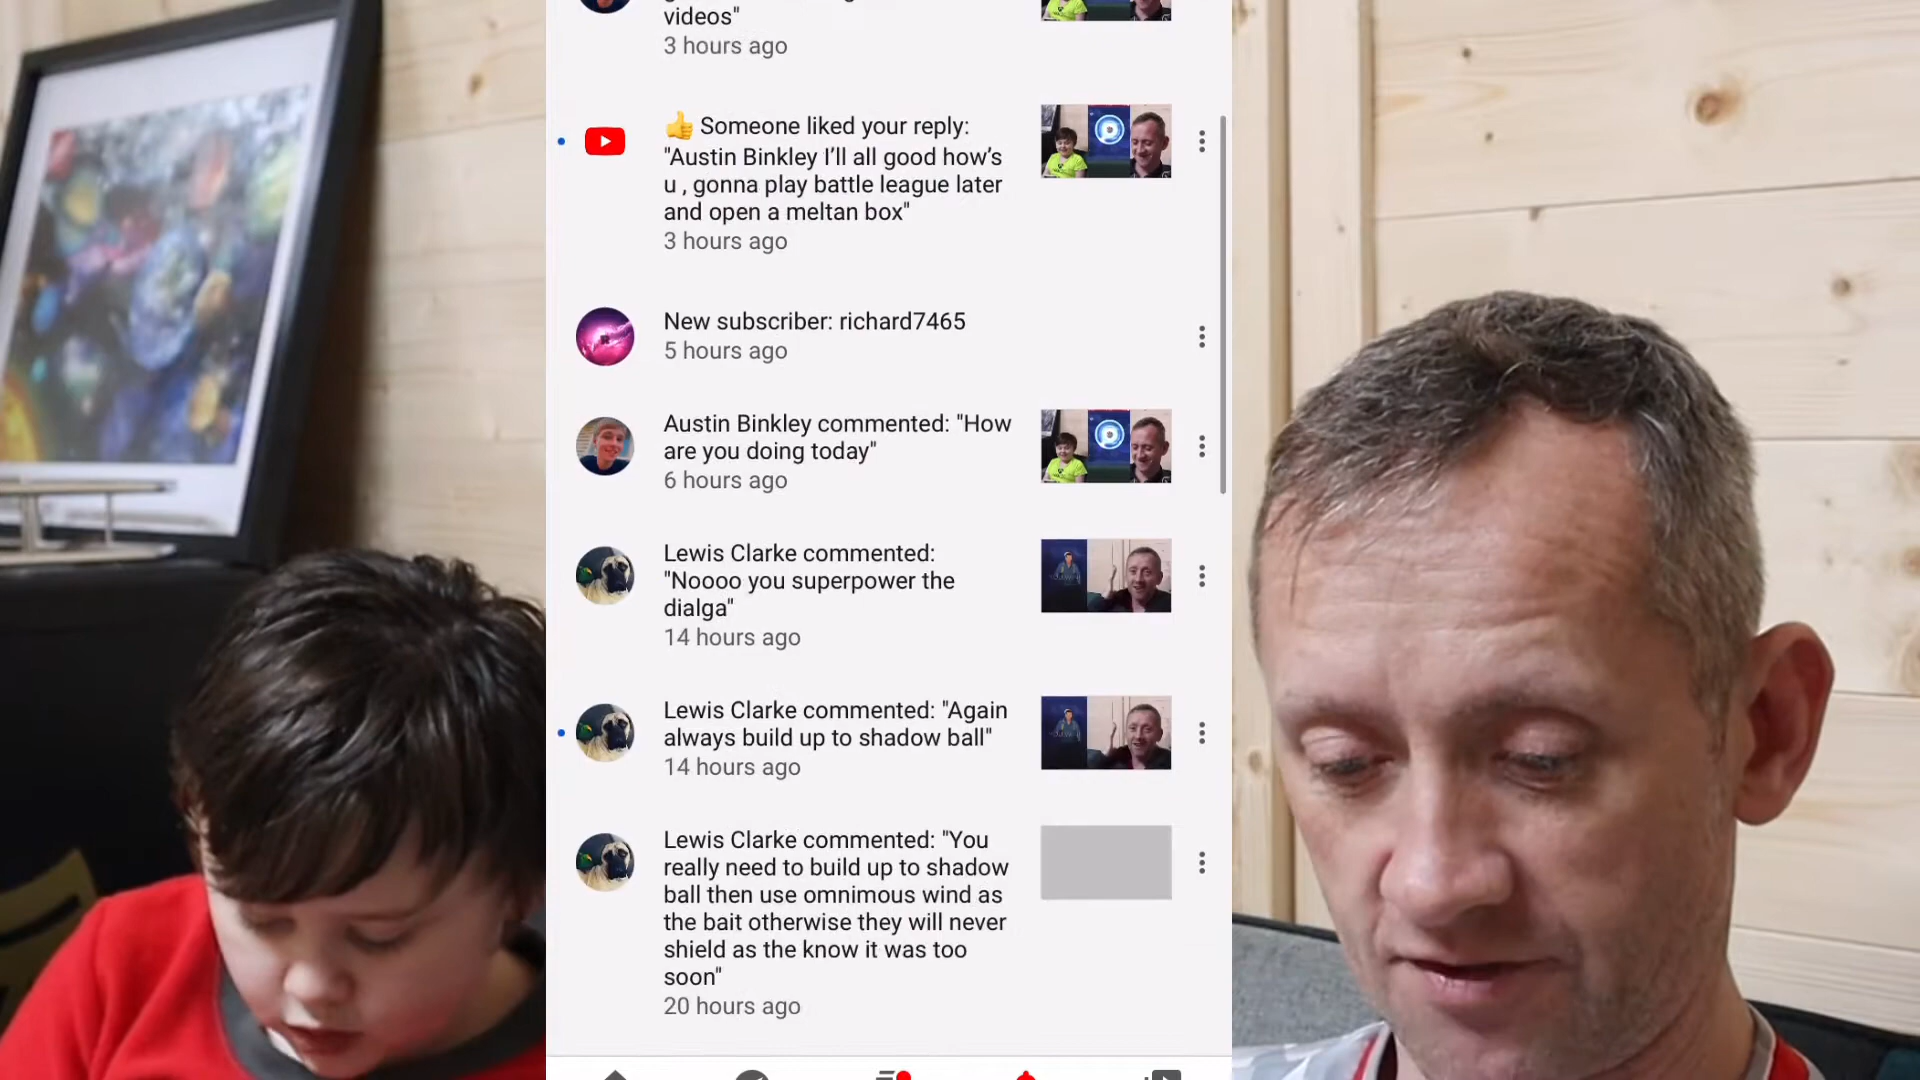 videos"
3 hours ago
👍 Someone liked your reply:
"Austin Binkley I’ll all good how’s
u , gonna play battle league later
and open a meltan box"
3 hours ago
New subscriber: richard7465
5 hours ago
Austin Binkley commented: "How
are you doing today"
6 hours ago
Lewis Clarke commented:
"Noooo you superpower the
dialga"
14 hours ago
Lewis Clarke commented: "Again
always build up to shadow ball"
14 hours ago
Lewis Clarke commented: "You
really need to build up to shadow
ball then use omnimous wind as
the bait otherwise they will never
shield as the know it was too
soon"
20 hours ago